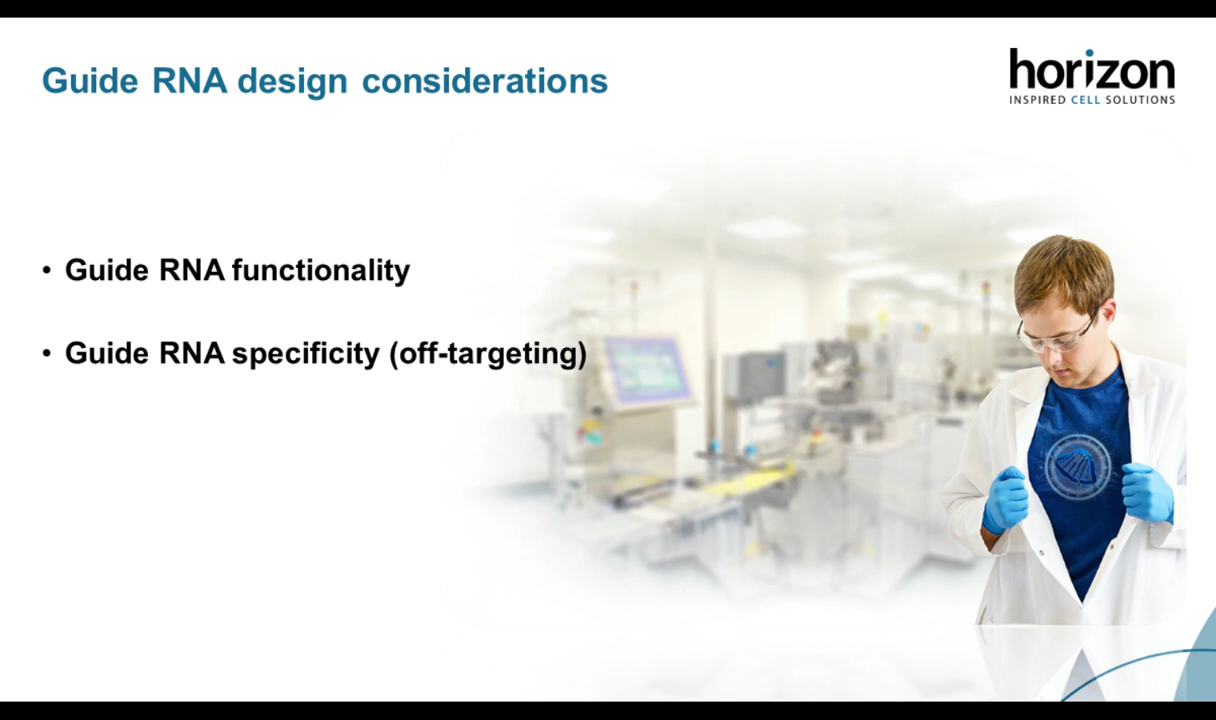 Guide RNA design considerations
horizon
INSPIRED CELL SOLUTIONS
• Guide RNA functionality
• Guide RNA specificity (off-targeting)